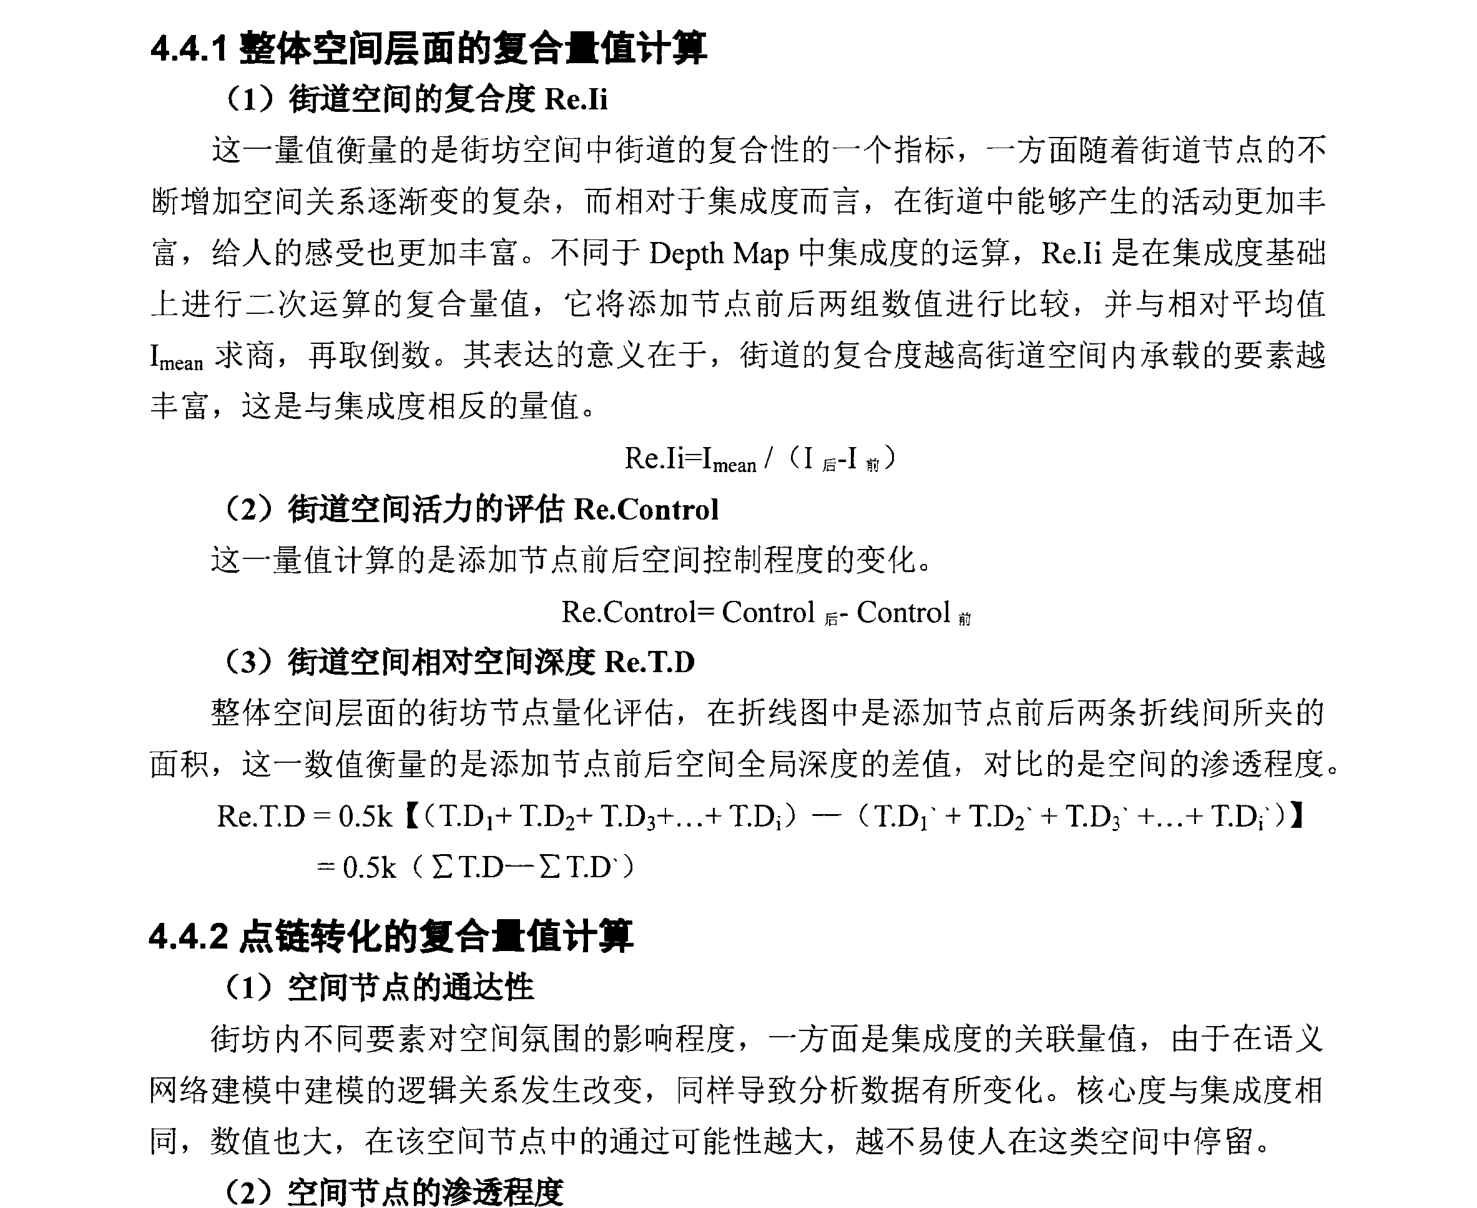 4.4.1 整体空间层面的复合量值计算
（1）街道空间的复合度 Re.Ii
这一量值衡量的是街坊空间中街道的复合性的一个指标，一方面随着街道节点的不
断增加空间关系逐渐变的复杂，而相对于集成度而言，在街道中能够产生的活动更加丰
富，给人的感受也更加丰富。不同于 Depth Map 中集成度的运算，Re.Ii 是在集成度基础
上进行二次运算的复合量值，它将添加节点前后两组数值进行比较，并与相对平均值
Imean 求商，再取倒数。其表达的意义在于，街道的复合度越高街道空间内承载的要素越
丰富，这是与集成度相反的量值。
Re.Ii=Imean /（I 后-I 前）
（2）街道空间活力的评估 Re.Control
这一量值计算的是添加节点前后空间控制程度的变化。
Re.Control= Control 后- Control 前
（3）街道空间相对空间深度 Re.T.D
整体空间层面的街坊节点量化评估，在折线图中是添加节点前后两条折线间所夹的
面积，这一数值衡量的是添加节点前后空间全局深度的差值，对比的是空间的渗透程度。
Re.T.D = 0.5k【（T.D1+ T.D2+ T.D3+…+ T.Di）—（T.D1` + T.D2` + T.D3` +…+ T.Di`）】
= 0.5k（∑T.D—∑T.D`）
4.4.2 点链转化的复合量值计算
（1）空间节点的通达性
街坊内不同要素对空间氛围的影响程度，一方面是集成度的关联量值，由于在语义
网络建模中建模的逻辑关系发生改变，同样导致分析数据有所变化。核心度与集成度相
同，数值也大，在该空间节点中的通过可能性越大，越不易使人在这类空间中停留。
（2）空间节点的渗透程度